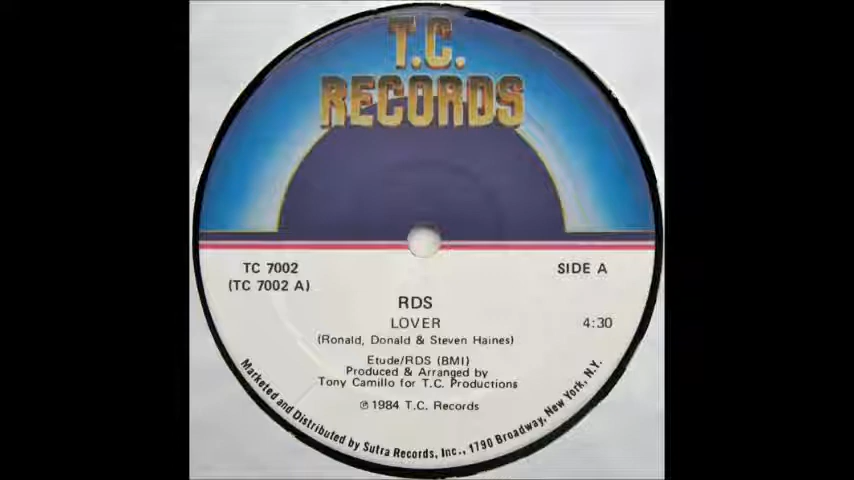 T.C.
RECORDS
TC 7002
(TC 7002 A)
SIDE A
RDS
LOVER
4:30
(Ronald, Donald & Steven Haines)
Etude/RDS (BMI)
Produced & Arranged by
Tony Camillo for T.C. Productions
℗ 1984 T.C. Records
Marketed and Distributed by Sutra Records, Inc., 1790 Broadway, New York, N.Y.